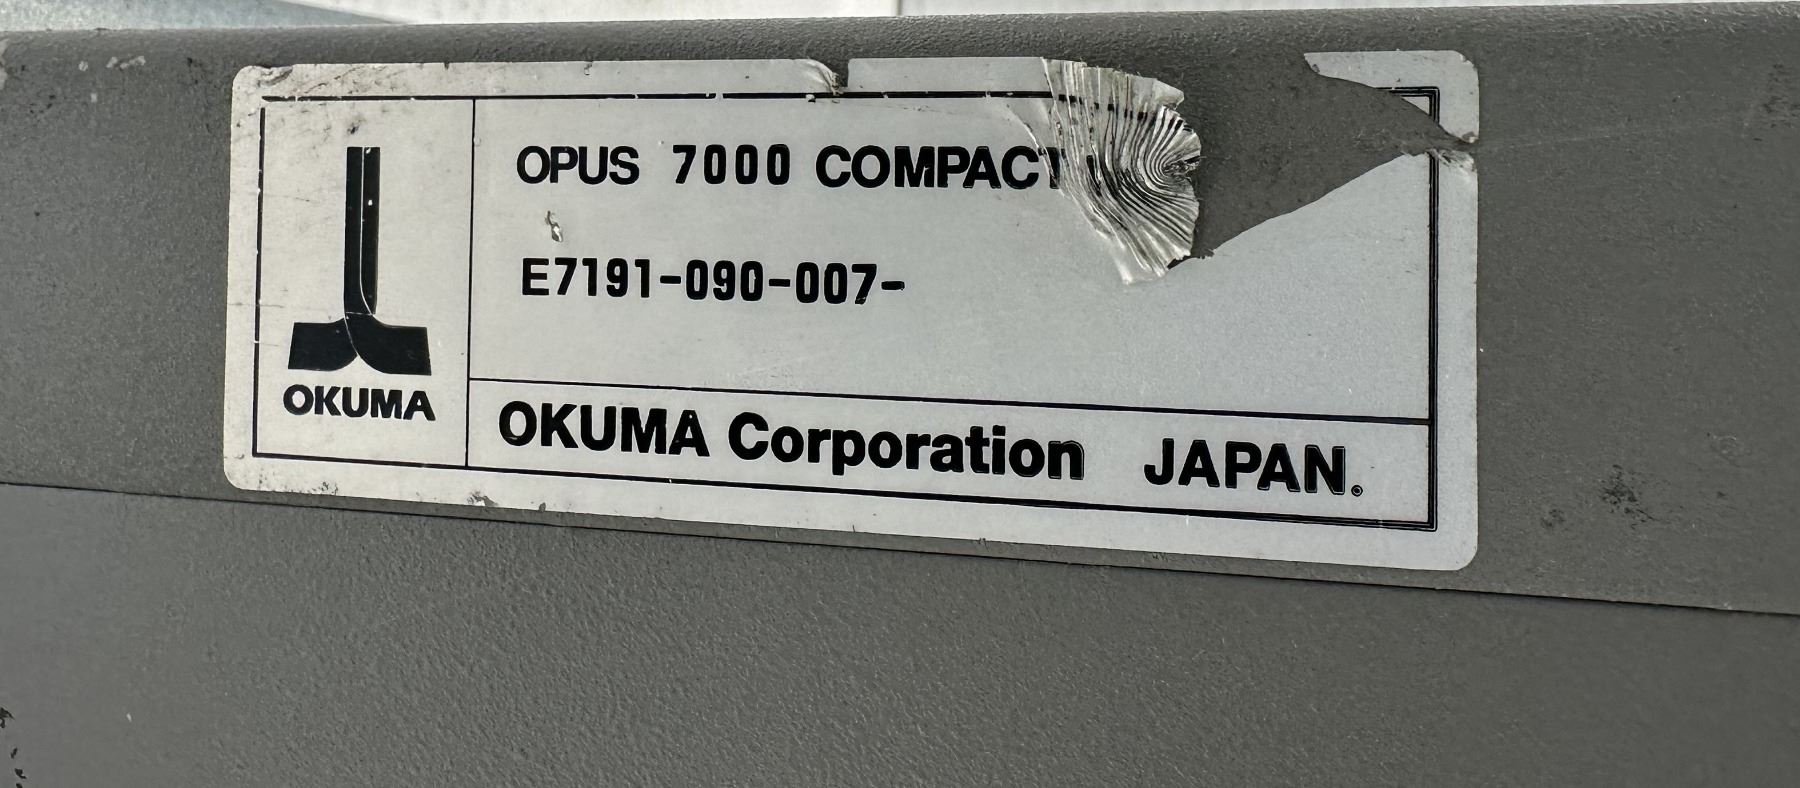 OPUS 7000 COMPACT
E7191-090-007-
OKUMA
OKUMA Corporation JAPAN.